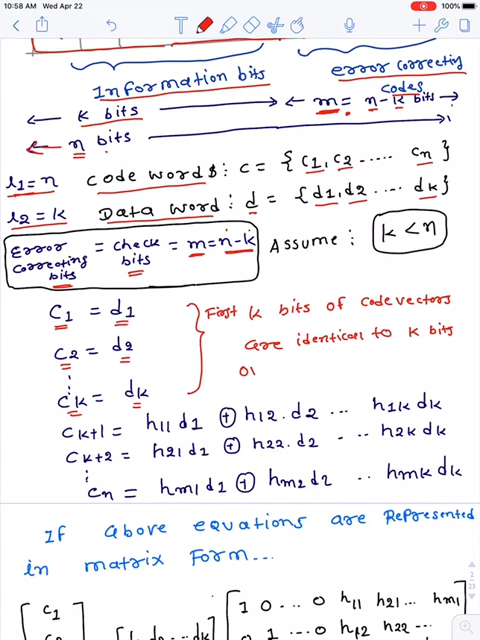 10:58 AM Wed Apr 22
100%
Information bits
error correcting codes
k bits
m = n-k bits
n bits
l1 = n code words : c = {c1, c2 ..... cn}
l2 = k Data word : d = {d1, d2 .... dk}
Error correcting bits = check bits = m = n-k
Assume : k < n
C1 = d1
C2 = d2
⋮
Ck = dk
First k bits of codevectors
are identical to k bits
Ck+1 = h11 d1 ⊕ h12. d2 ... h1k dk
Ck+2 = h21 d1 ⊕ h22. d2 ... h2k dk
⋮
Cn = hm1 d1 ⊕ hm2 d2 .. hmk dk
If above equations are Represented
in matrix Form...
[C1
[d1 d2 .. dk]
1 0 ... 0 h11 h21 ... hm1
0 1 ... 0 h12 h22 ...
2
23